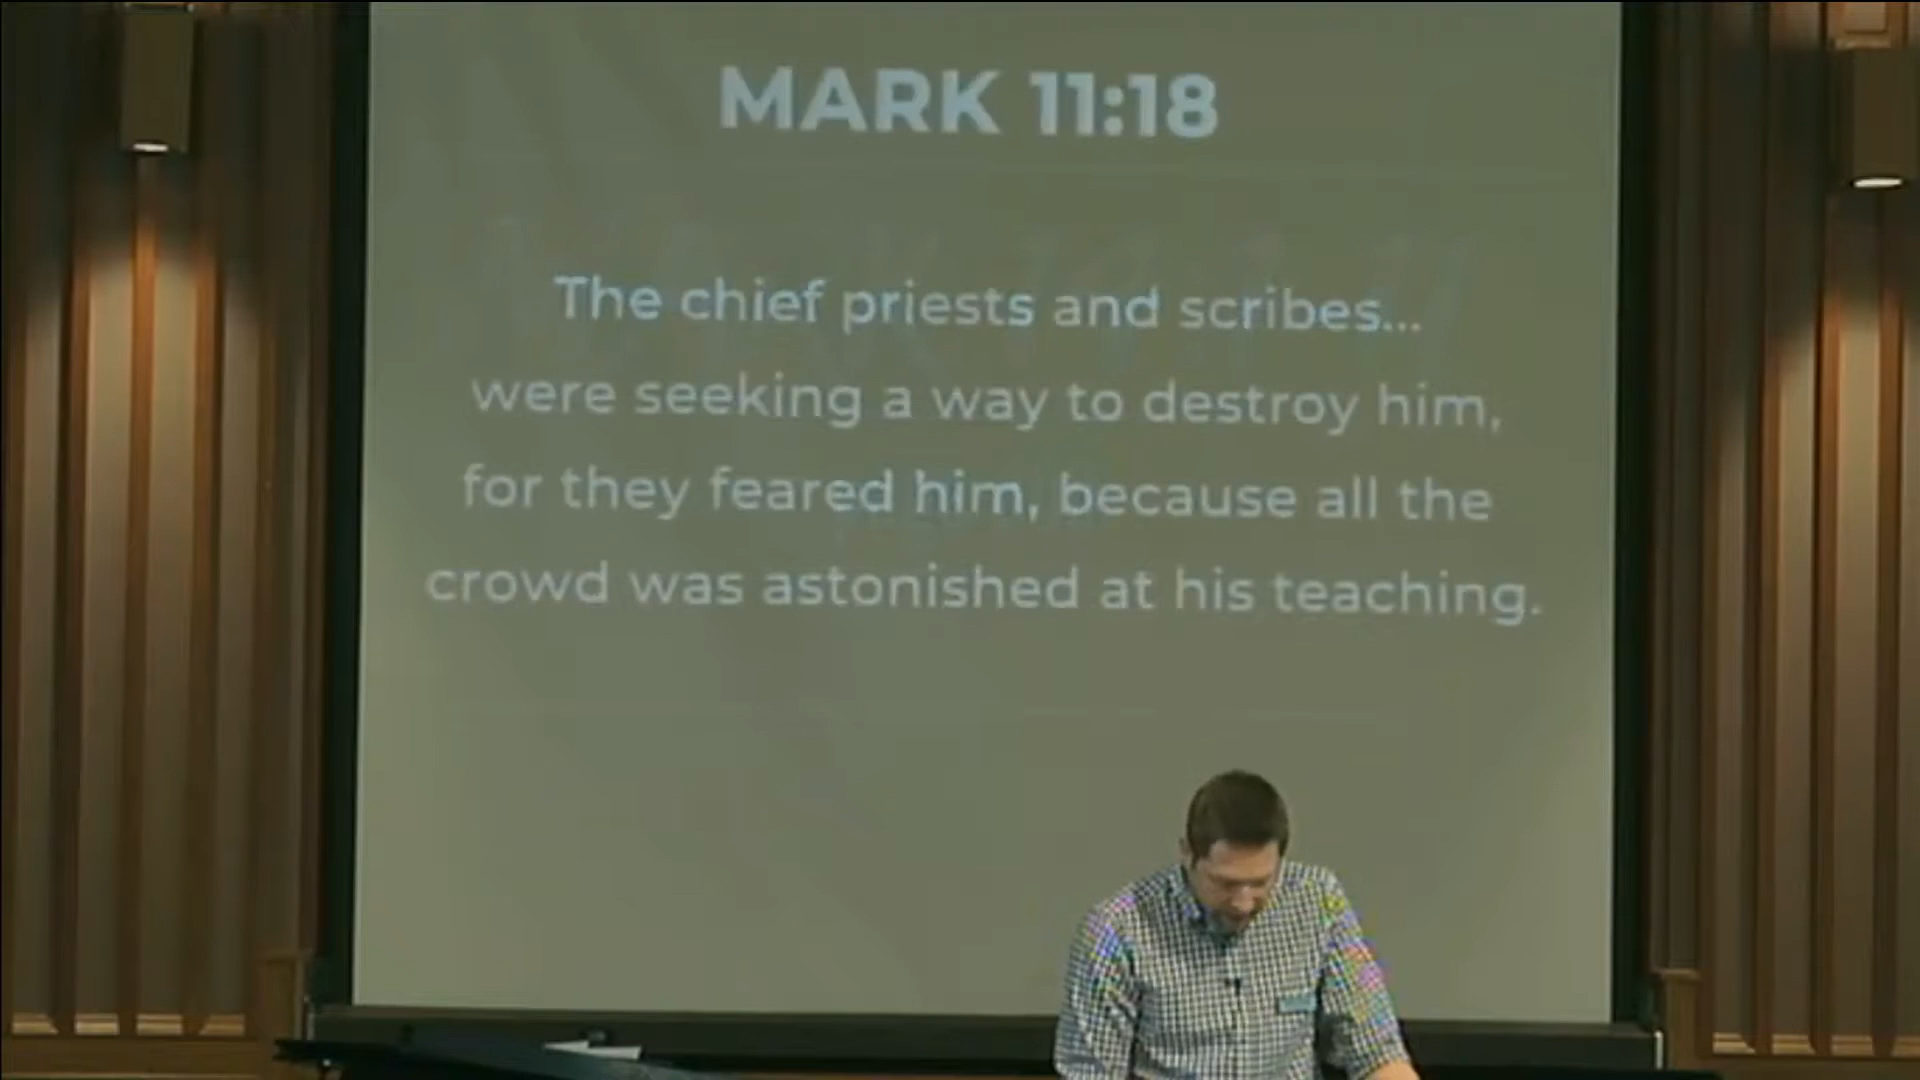 MARK 11:18
The chief priests and scribes...
were seeking a way to destroy him,
for they feared him, because all the
crowd was astonished at his teaching.